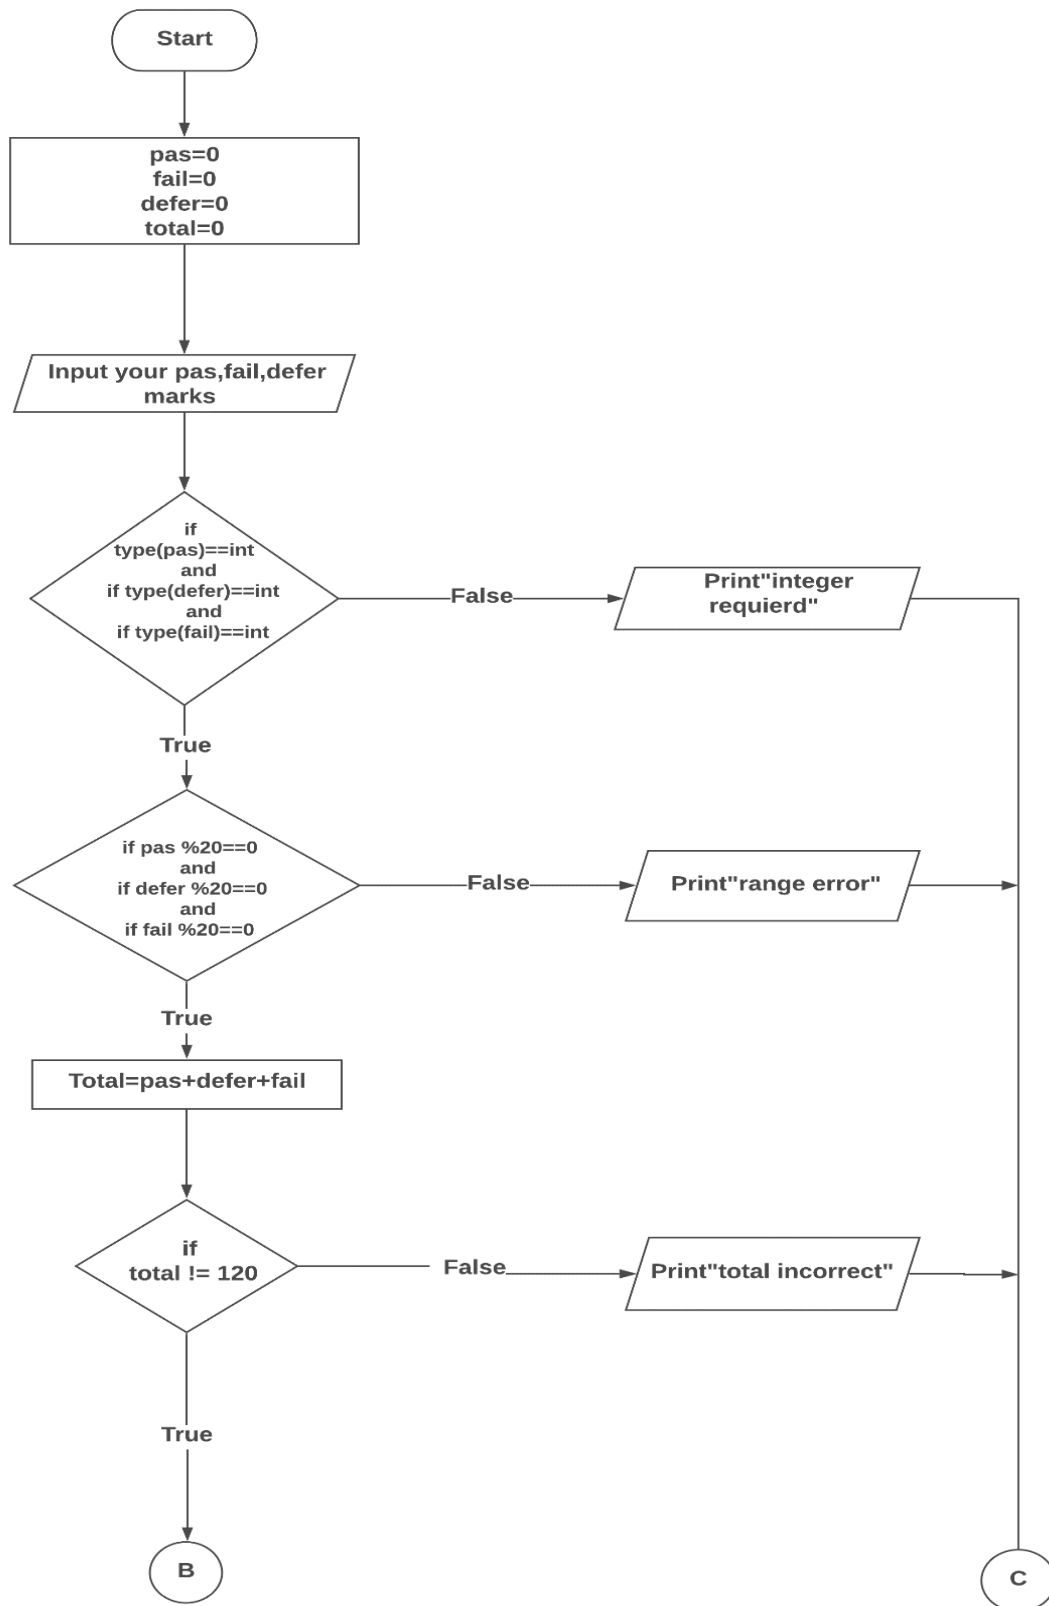 Start
pas=0
fail=0
defer=0
total=0
Input your pas,fail,defer
marks
if
type(pas)==int
and
if type(defer)==int
and
if type(fail)==int
False
Print"integer
requierd"
True
if pas %20==0
and
if defer %20==0
and
if fail %20==0
False
Print"range error"
True
Total=pas+defer+fail
if
total != 120
False
Print"total incorrect"
True
B
C